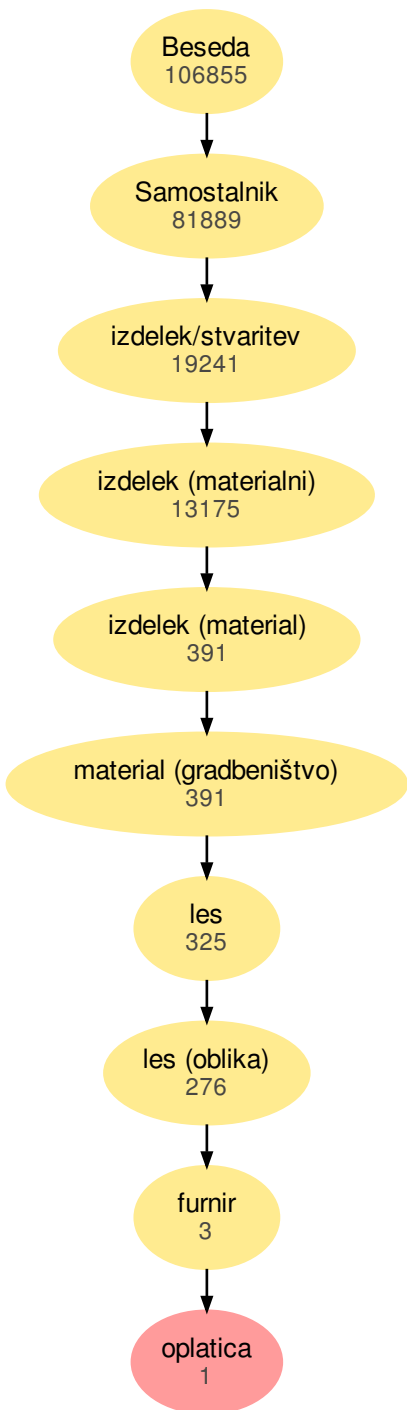 Beseda
106855
Samostalnik
81889
izdelek/stvaritev
19241
izdelek (materialni)
13175
izdelek (material)
391
material (gradbeništvo)
391
les
325
les (oblika)
276
furnir
3
oplatica
1